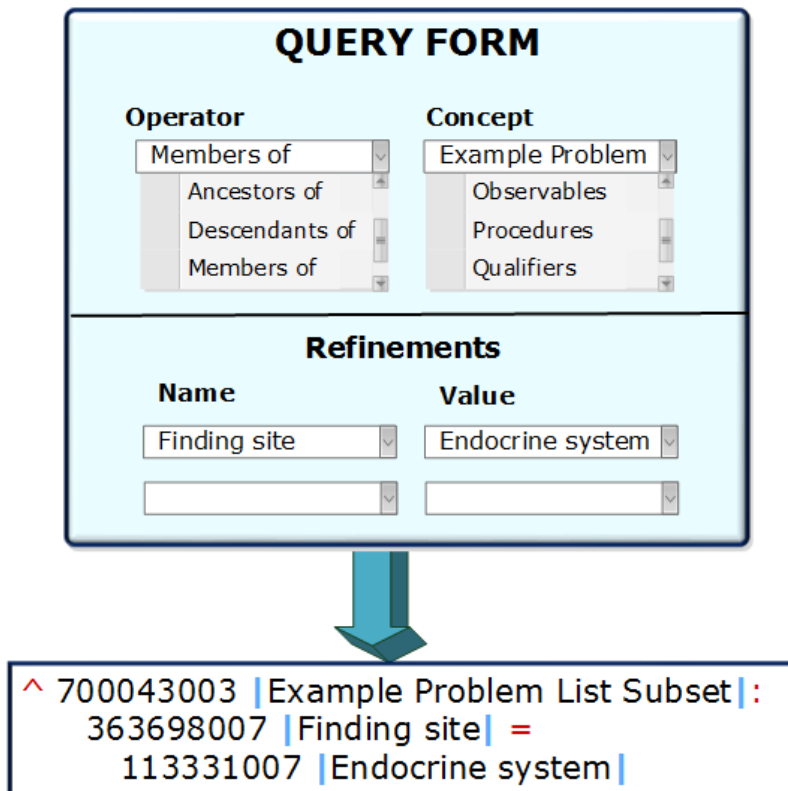 QUERY FORM
Operator Concept
Members of Example Problem
Ancestors of Observables
Descendants of Procedures
Members of Qualifiers
Refinements
Name Value
Finding site Endocrine system
^ 700043003 |Example Problem List Subset|:
363698007 |Finding site| =
113331007 |Endocrine system|